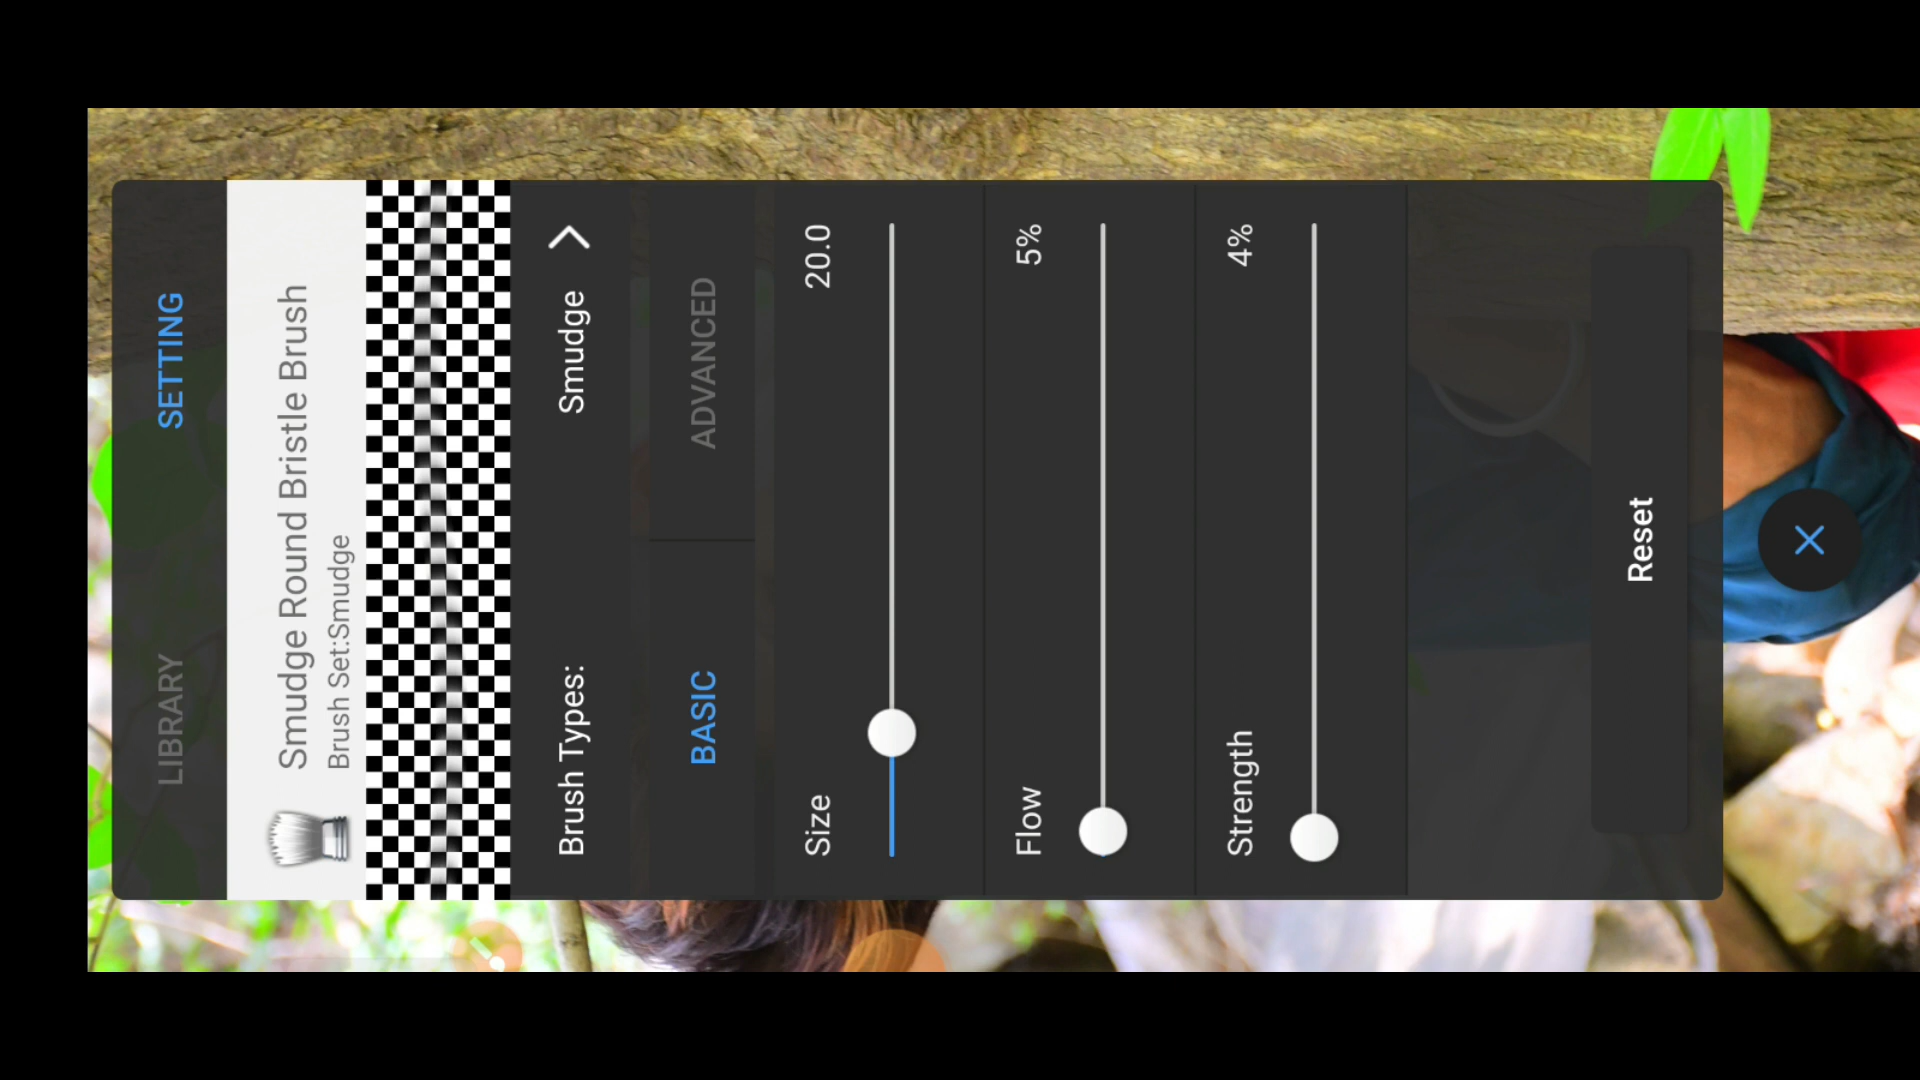 LIBRARY SETTING
Smudge Round Bristle Brush
Brush Set:Smudge
Brush Types: Smudge
BASIC ADVANCED
Size 20.0
Flow 5%
Strength 4%
Reset